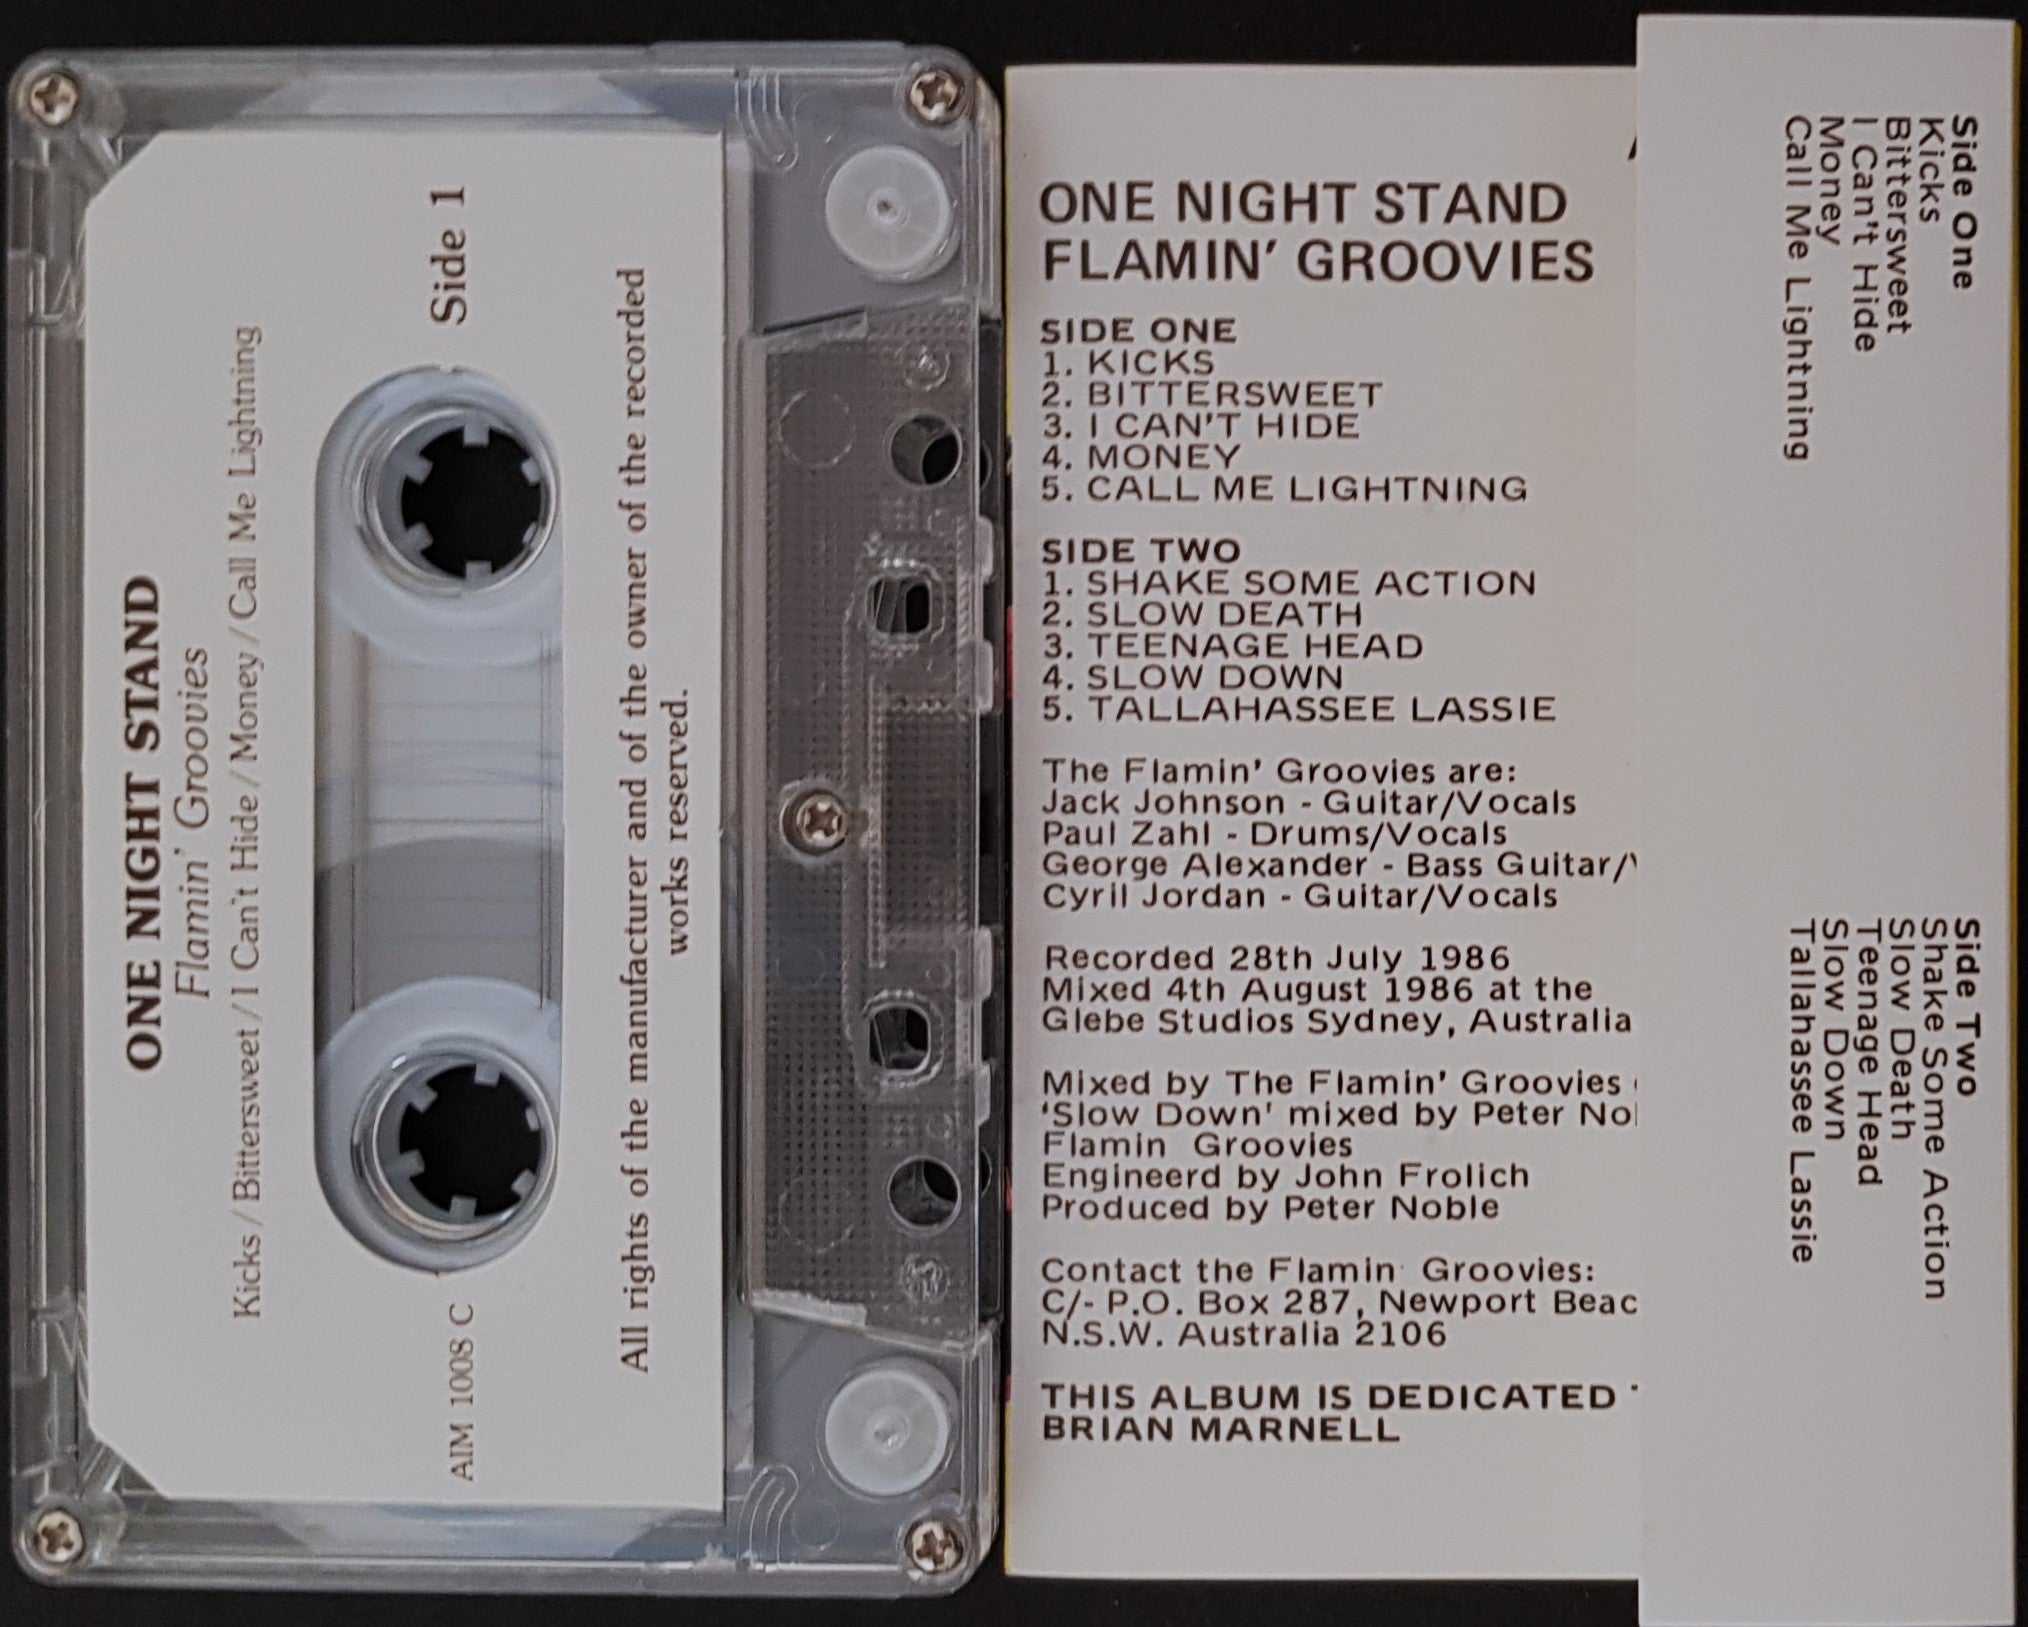 ONE NIGHT STAND
Flamin' Groovies
Kicks / Bittersweet / I Can't Hide / Money / Call Me Lightning
Side 1
AIM 1008 C
All rights of the manufacturer and of the owner of the recorded
works reserved.
ONE NIGHT STAND
FLAMIN' GROOVIES
SIDE ONE
1. KICKS
2. BITTERSWEET
3. I CAN'T HIDE
4. MONEY
5. CALL ME LIGHTNING
SIDE TWO
1. SHAKE SOME ACTION
2. SLOW DEATH
3. TEENAGE HEAD
4. SLOW DOWN
5. TALLAHASSEE LASSIE
The Flamin' Groovies are:
Jack Johnson - Guitar/Vocals
Paul Zahl - Drums/Vocals
George Alexander - Bass Guitar/
Cyril Jordan - Guitar/Vocals
Recorded 28th July 1986
Mixed 4th August 1986 at the
Glebe Studios Sydney, Australia
Mixed by The Flamin' Groovies
'Slow Down' mixed by Peter No
Flamin Groovies
Engineerd by John Frolich
Produced by Peter Noble
Contact the Flamin Groovies:
C/- P.O. Box 287, Newport Beac
N.S.W. Australia 2106
THIS ALBUM IS DEDICATED
BRIAN MARNELL
Side One
Kicks
Bittersweet
I Can't Hide
Money
Call Me Lightning
Side Two
Shake Some Action
Slow Death
Teenage Head
Slow Down
Tallahassee Lassie